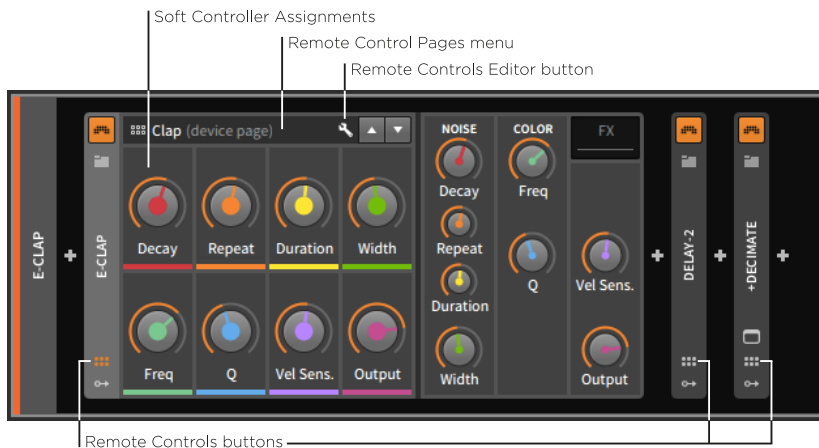 Soft Controller Assignments
Remote Control Pages menu
Remote Controls Editor button
E-CLAP
E-CLAP
Clap (device page)
Decay Repeat Duration Width
Freq Q Vel Sens. Output
NOISE
Decay
Repeat
Duration
Width
COLOR
Freq
Q
FX
Vel Sens.
Output
DELAY-2
+DECIMATE
Remote Controls buttons